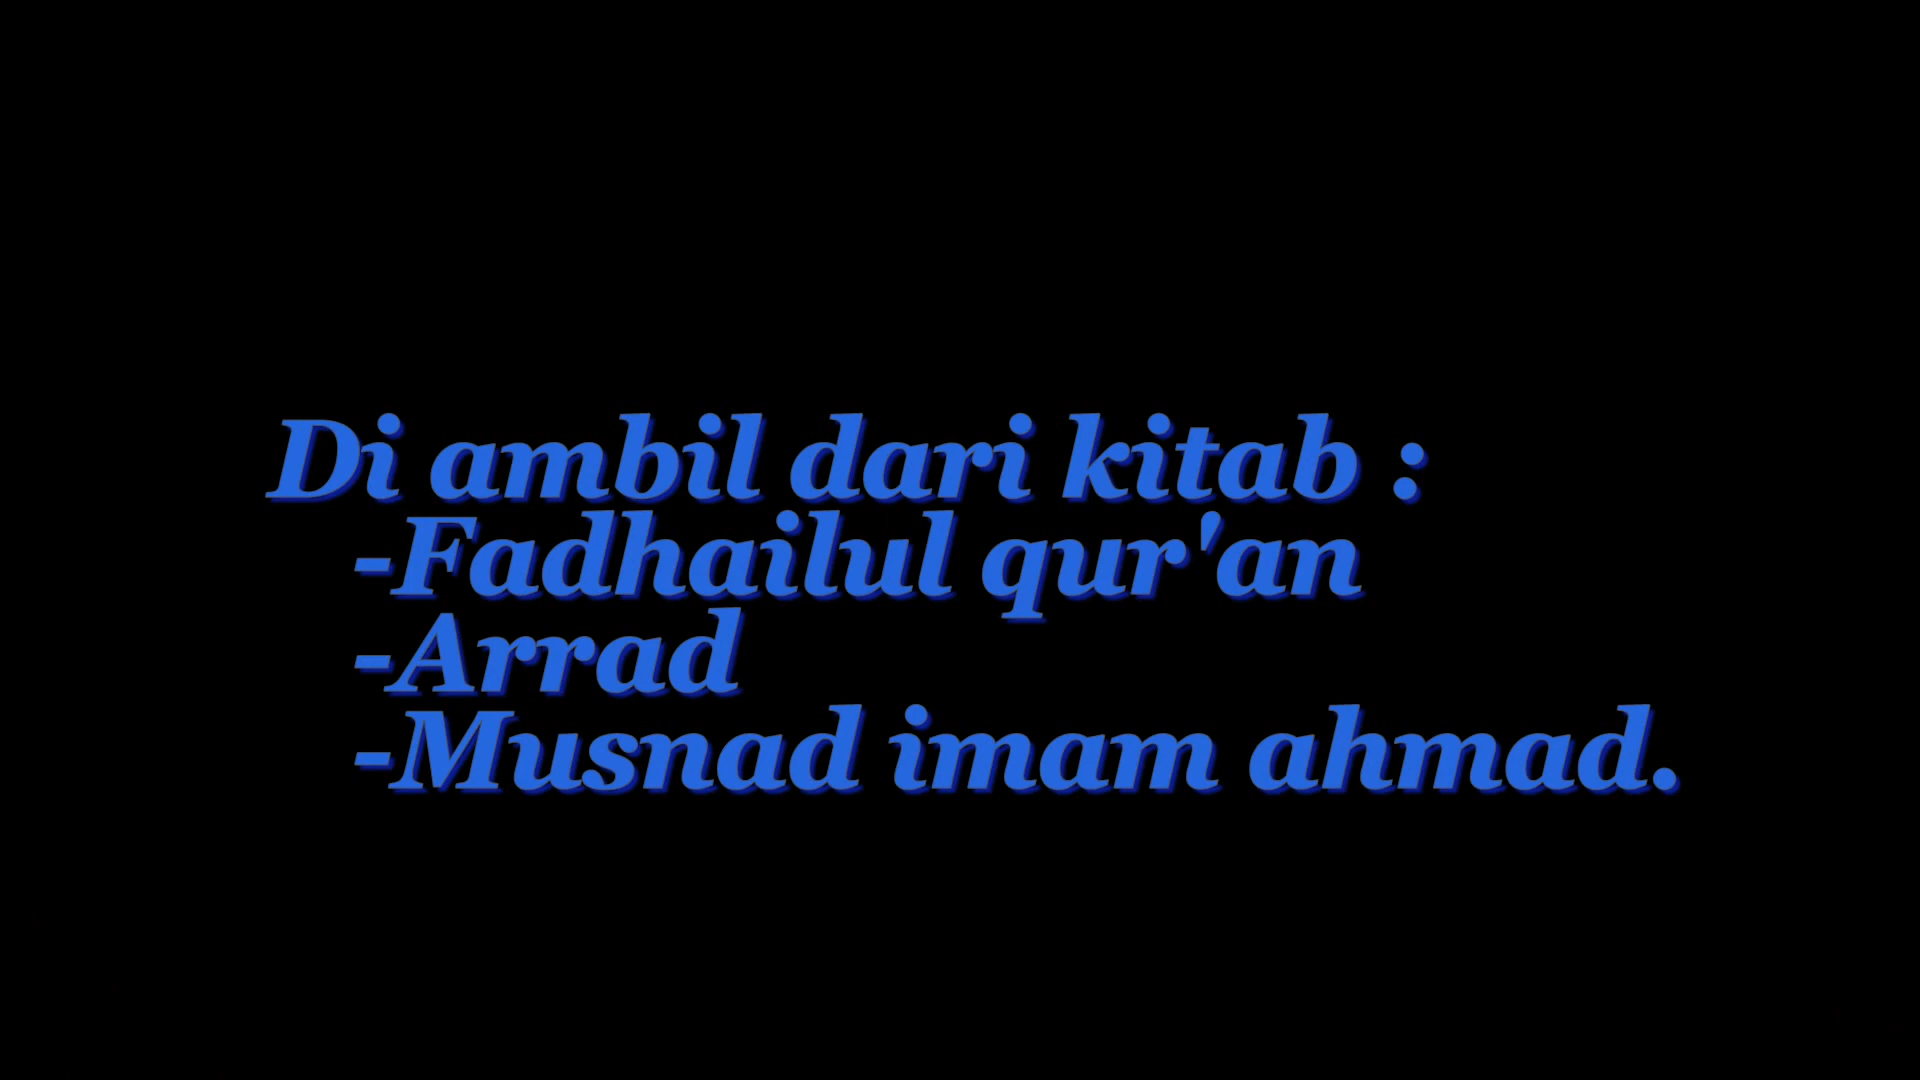 Di ambil dari kitab :
-Fadhailul qur'an
-Arrad
-Musnad imam ahmad.